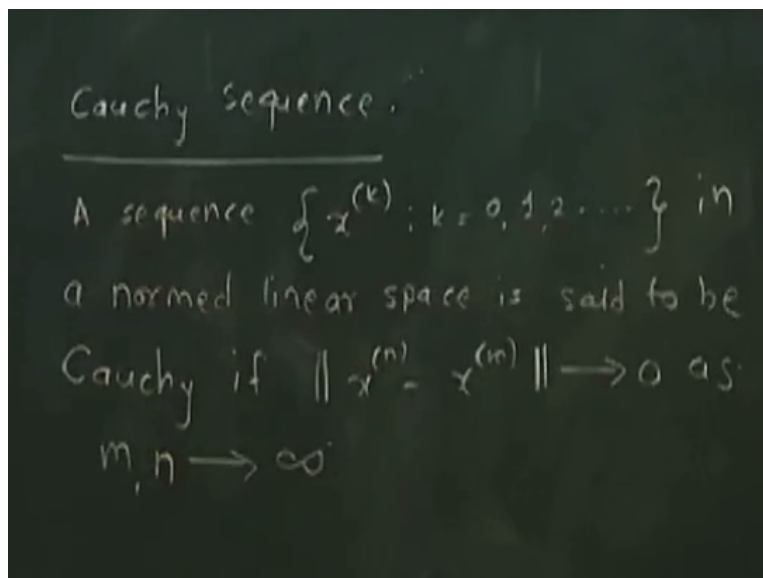 Cauchy sequence.
A sequence { x^(k) ; k = 0, 1, 2 ..... } in
a normed linear space is said to be
Cauchy if || x^(n) - x^(m) || → 0 as
m, n → ∞